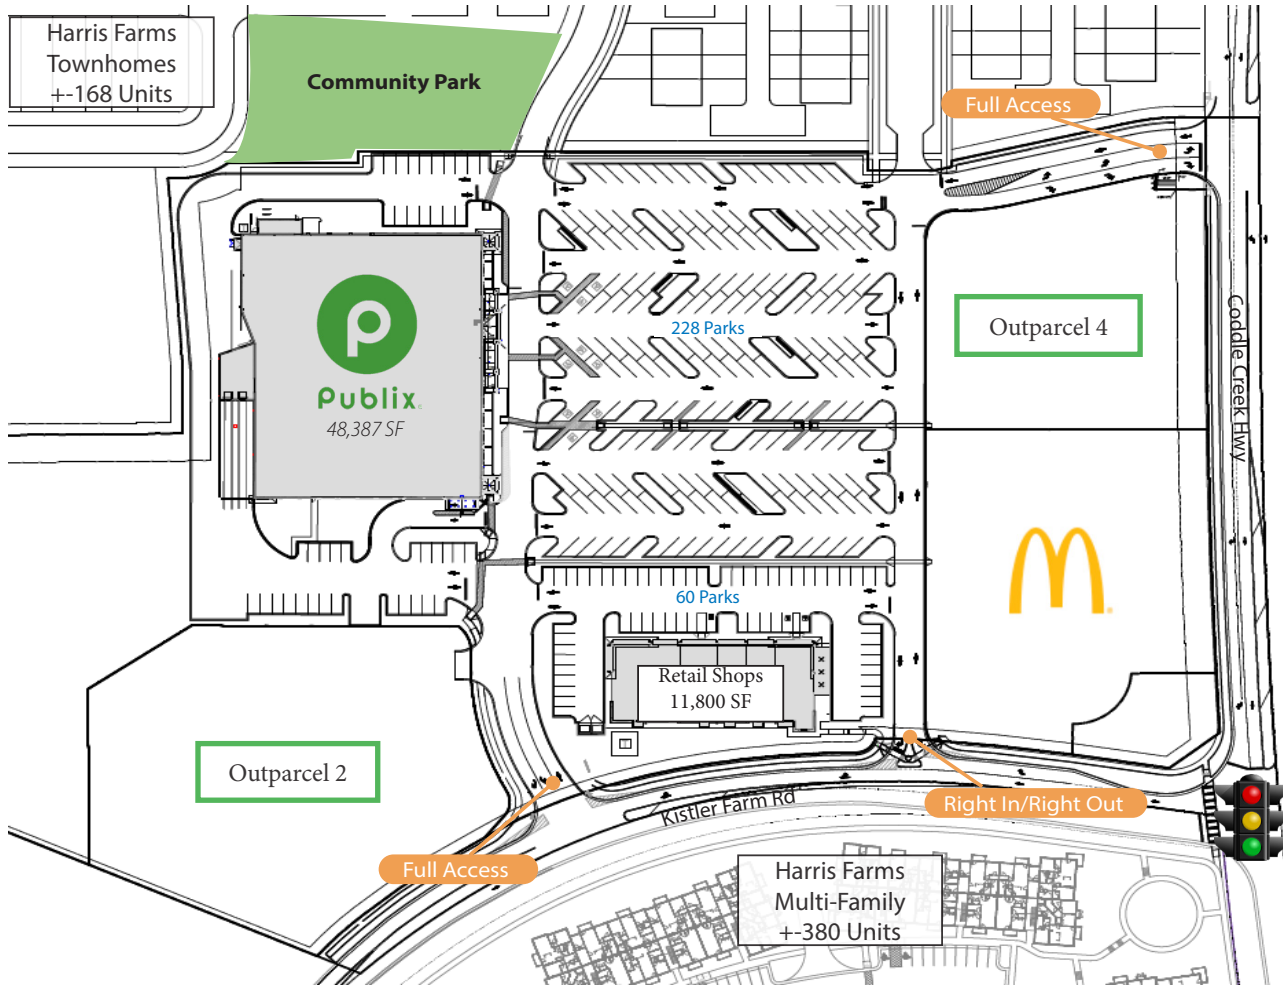 Harris Farms
Townhomes
+-168 Units
Community Park
Full Access
Publix
48,387 SF
228 Parks
Outparcel 4
Coddle Creek Hwy
60 Parks
Retail Shops
11,800 SF
Outparcel 2
Kistler Farm Rd
Right In/Right Out
Full Access
Harris Farms
Multi-Family
+-380 Units